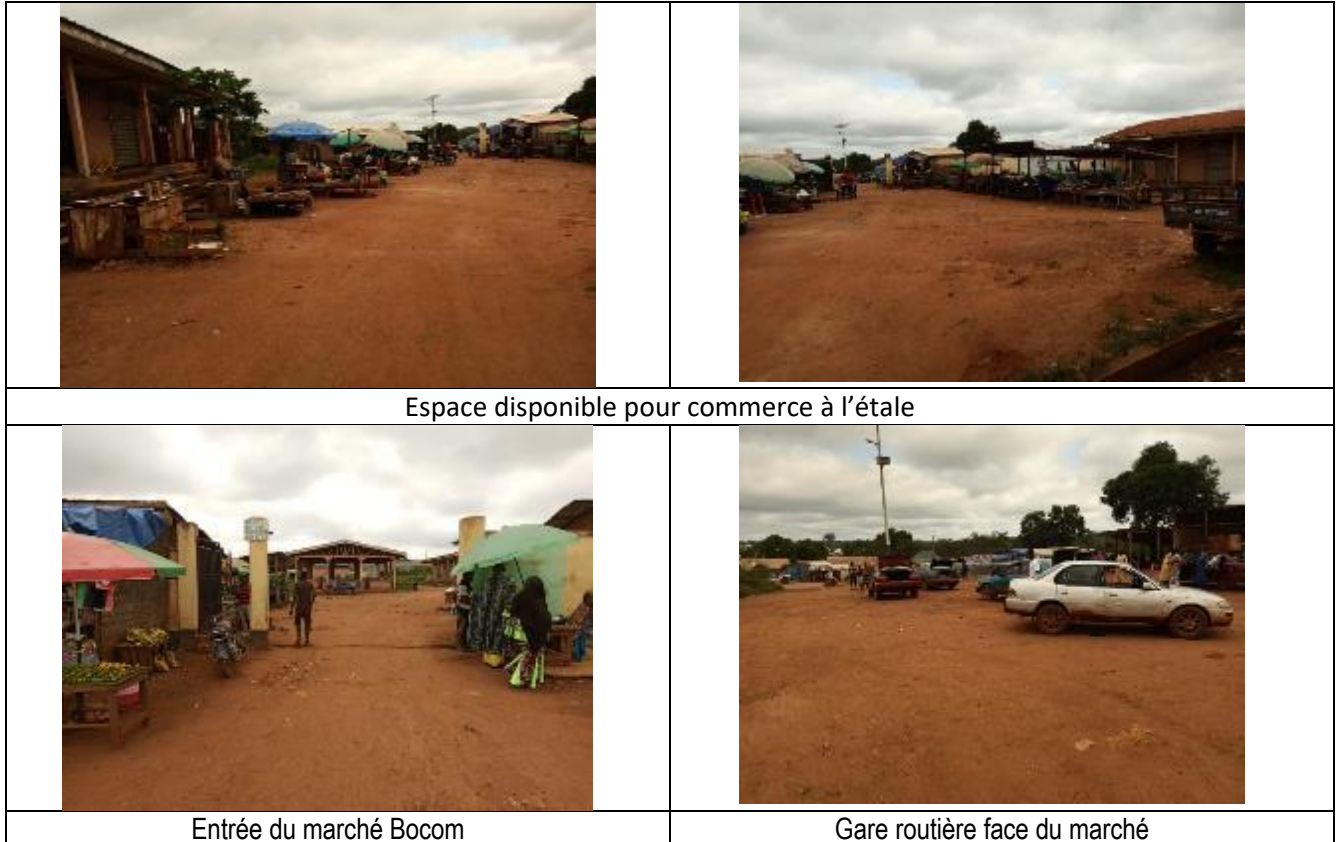 Espace disponible pour commerce à l’étale
Entrée du marché Bocom
Gare routière face du marché